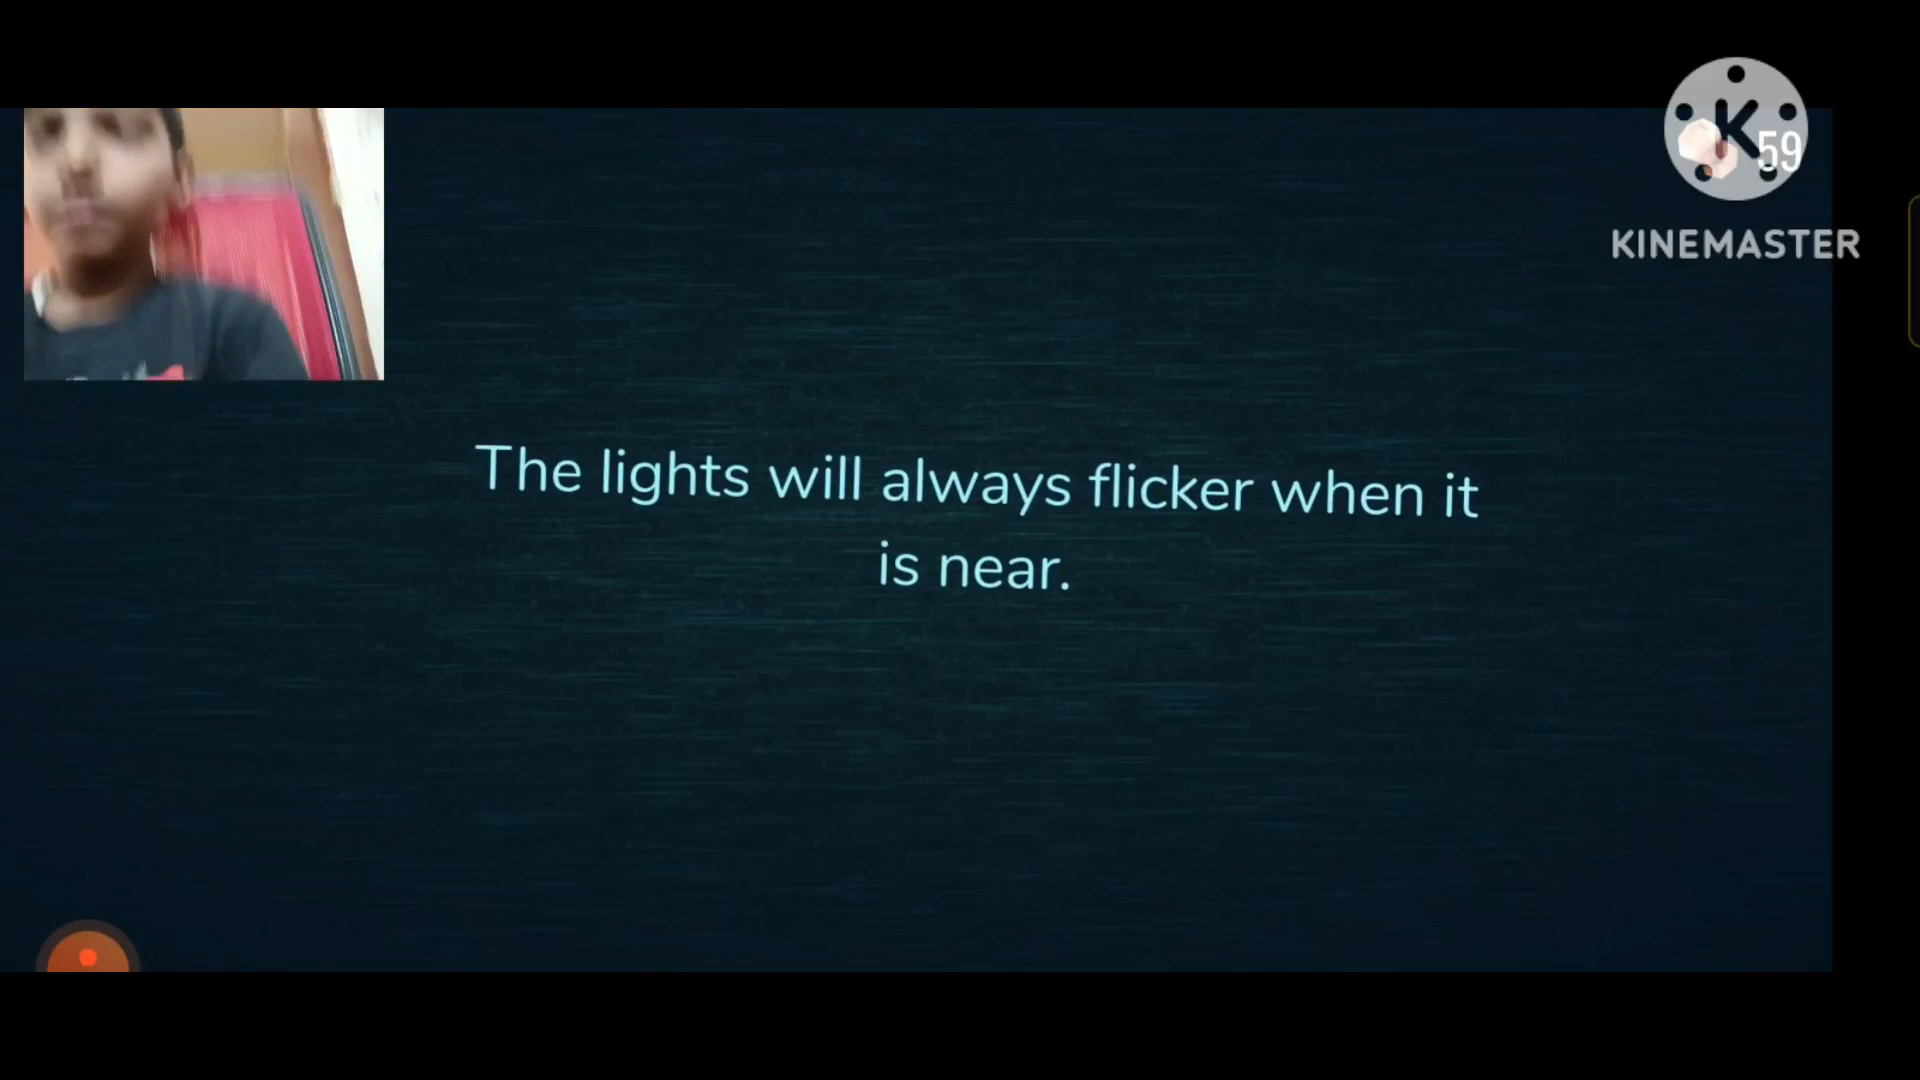 K
59
KINEMASTER
The lights will always flicker when it
is near.